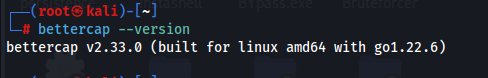 ┌──(root㉿kali)-[~]
└─# bettercap --version
bettercap v2.33.0 (built for linux amd64 with go1.22.6)